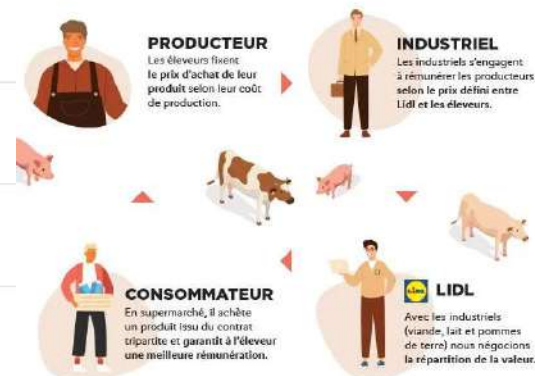 PRODUCTEUR
Les éleveurs fixent
le prix d'achat de leur
produit selon leur coût
de production.
INDUSTRIEL
Les industriels s'engagent
à rémunérer les producteurs
selon le prix défini entre
Lidl et les éleveurs.
CONSOMMATEUR
En supermarché, il achète
un produit issu du contrat
tripartite et garantit à l'éleveur
une meilleure rémunération.
LIDL
Avec les industriels
(viande, lait et pommes
de terre) nous négocions
la répartition de la valeur.